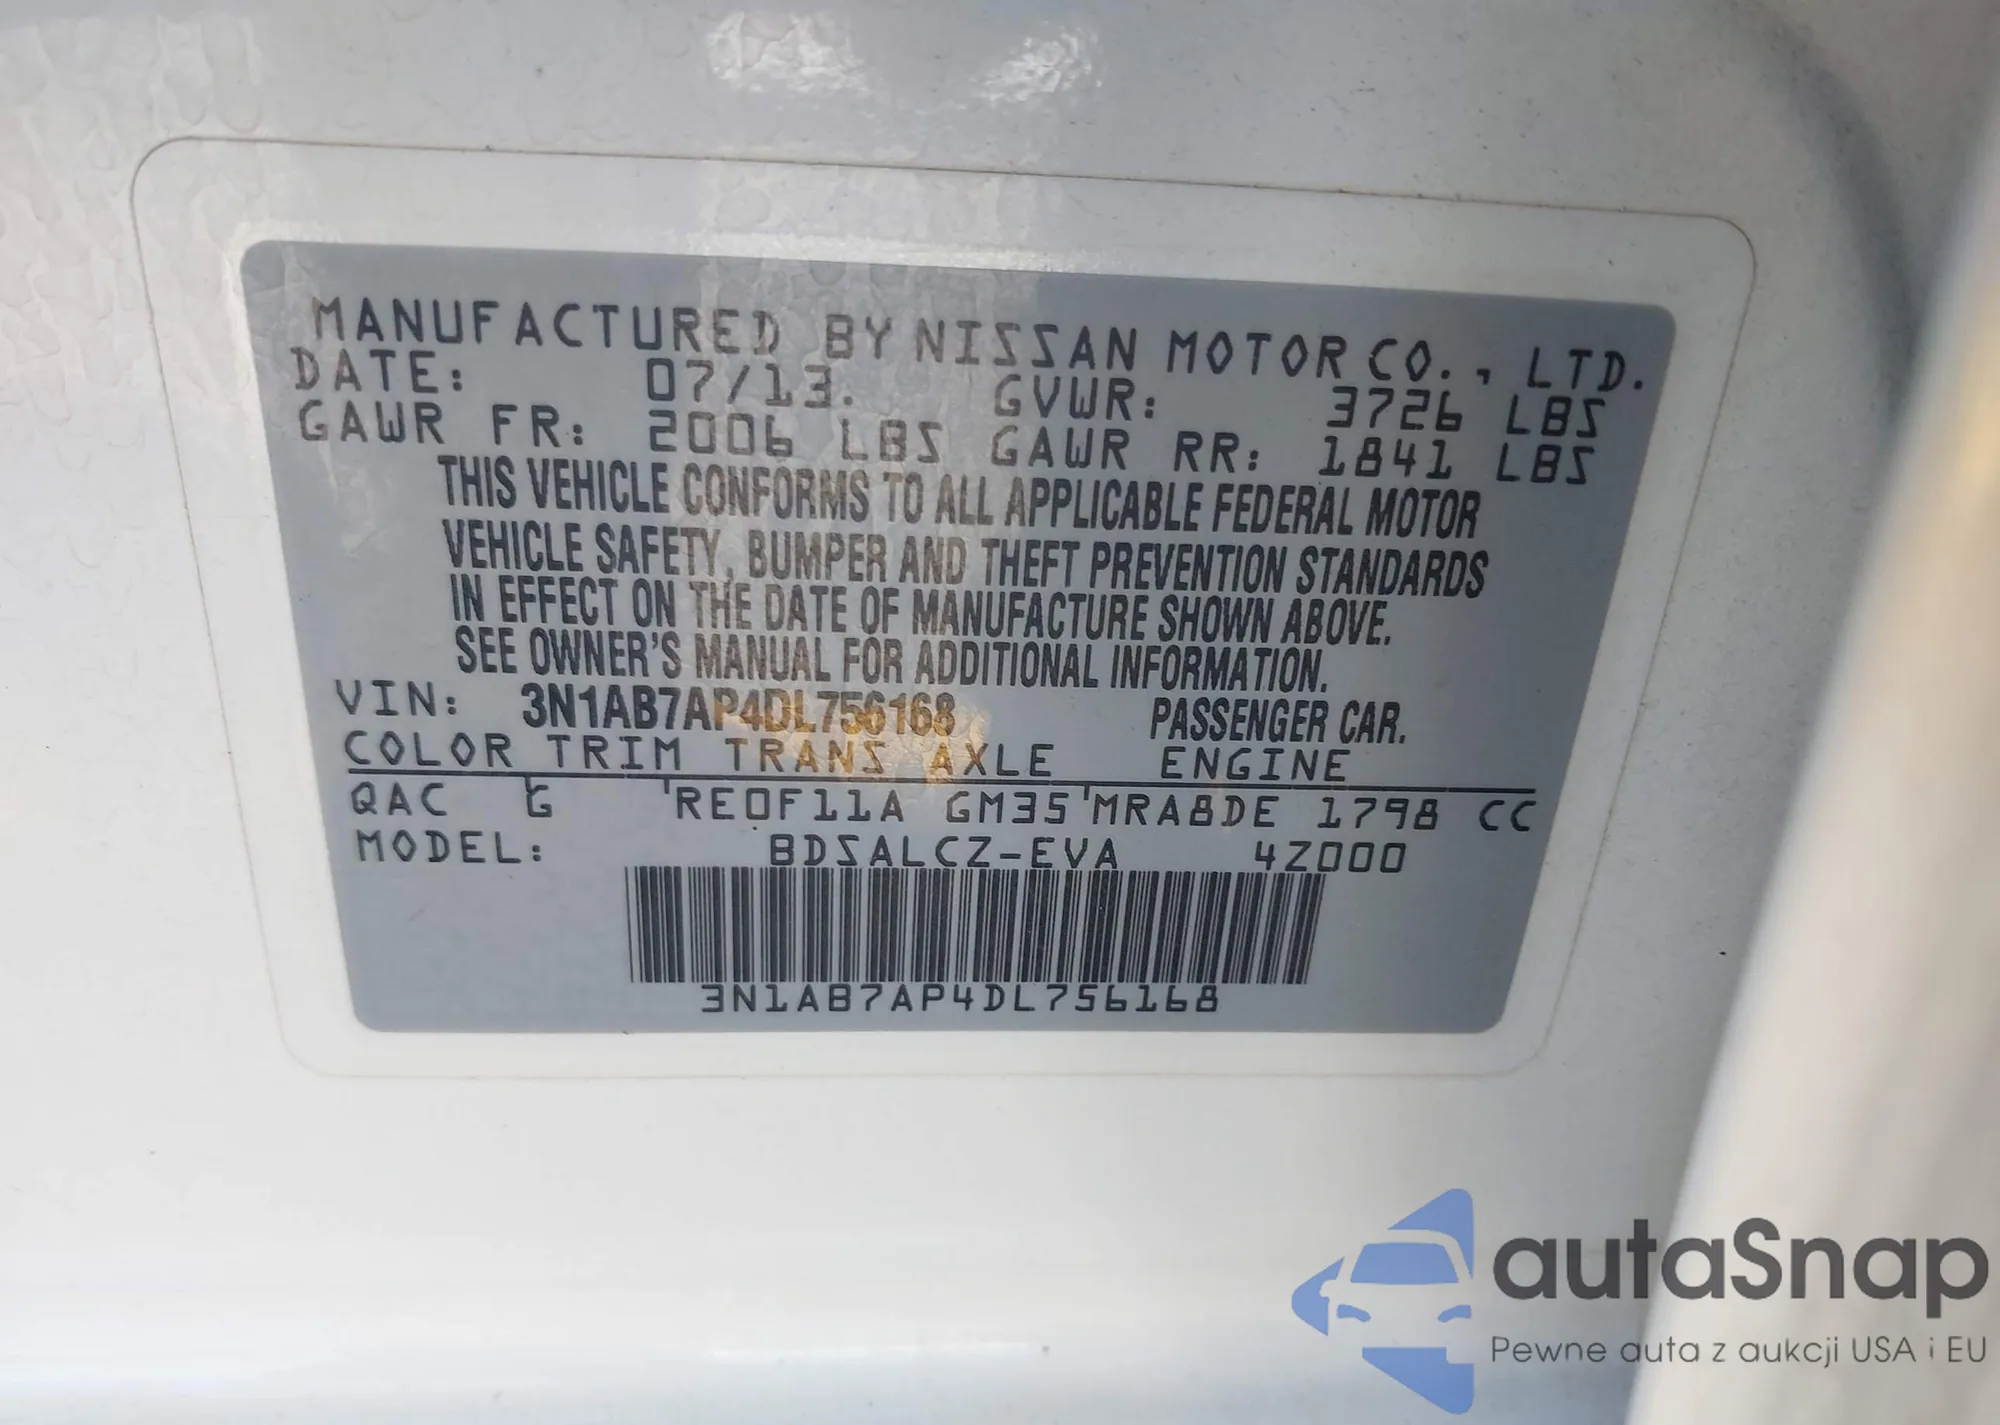 MANUFACTURED BY NISSAN MOTOR CO., LTD.
DATE: 07/13. GVWR: 3726 LBS
GAWR FR: 2006 LBS GAWR RR: 1841 LBS
THIS VEHICLE CONFORMS TO ALL APPLICABLE FEDERAL MOTOR
VEHICLE SAFETY, BUMPER AND THEFT PREVENTION STANDARDS
IN EFFECT ON THE DATE OF MANUFACTURE SHOWN ABOVE.
SEE OWNER'S MANUAL FOR ADDITIONAL INFORMATION.
VIN: 3N1AB7AP4DL756168 PASSENGER CAR.
COLOR TRIM TRANS AXLE ENGINE
QAC G RE0F11A GM35 MRA8DE 1798 CC
MODEL: BDSALCZ-EVA 4Z000
3N1AB7AP4DL756168
autaSnap
Pewne auta z aukcji USA i EU